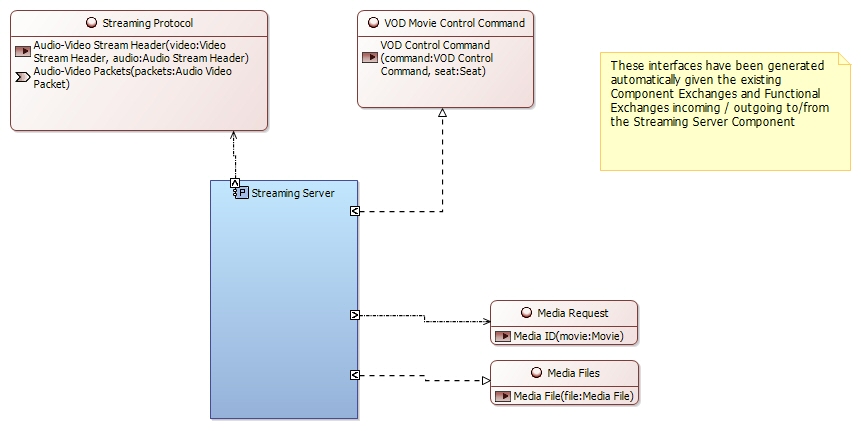 Streaming Protocol
Audio-Video Stream Header(video:Video
Stream Header, audio:Audio Stream Header)
Audio-Video Packets(packets:Audio Video
Packet)
VOD Movie Control Command
VOD Control Command
(command:VOD Control
Command, seat:Seat)
These interfaces have been generated
automatically given the existing
Component Exchanges and Functional
Exchanges incoming / outgoing to/from
the Streaming Server Component
P Streaming Server
Media Request
Media ID(movie:Movie)
Media Files
Media File(file:Media File)